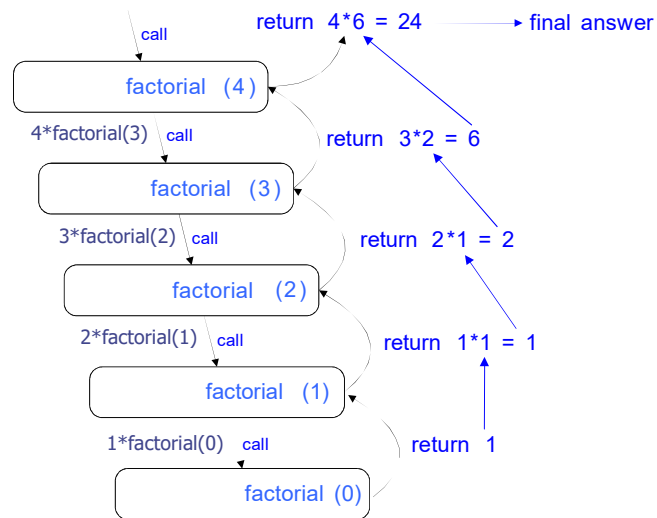 call
return 4*6 = 24
final answer
factorial (4)
4*factorial(3)
call
return 3*2 = 6
factorial (3)
3*factorial(2)
call
return 2*1 = 2
factorial (2)
2*factorial(1)
call
return 1*1 = 1
factorial (1)
1*factorial(0)
call
return 1
factorial (0)